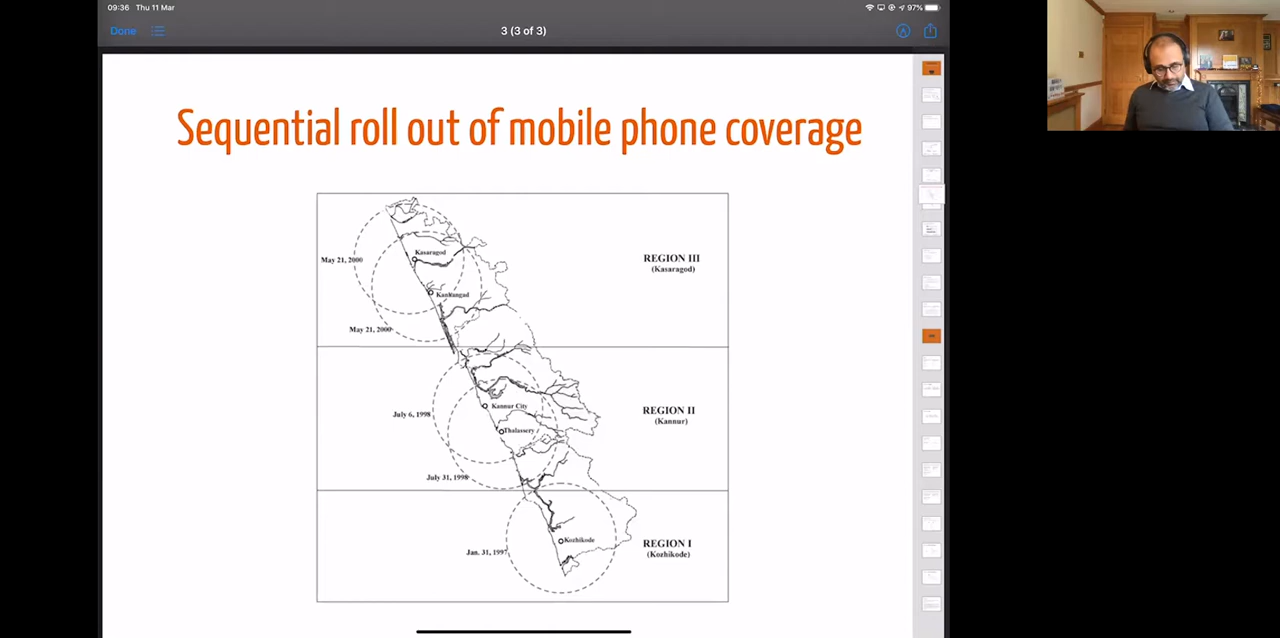 09:36 Thu 11 Mar
97%
Done
3 (3 of 3)
Sequential roll out of mobile phone coverage
May 21, 2000
Kasaragod
REGION III
(Kasaragod)
Kanhangad
May 21, 2000
July 6, 1998
Kannur City
REGION II
(Kannur)
Thalassery
July 31, 1998
Jan. 31, 1997
Kozhikode
REGION I
(Kozhikode)